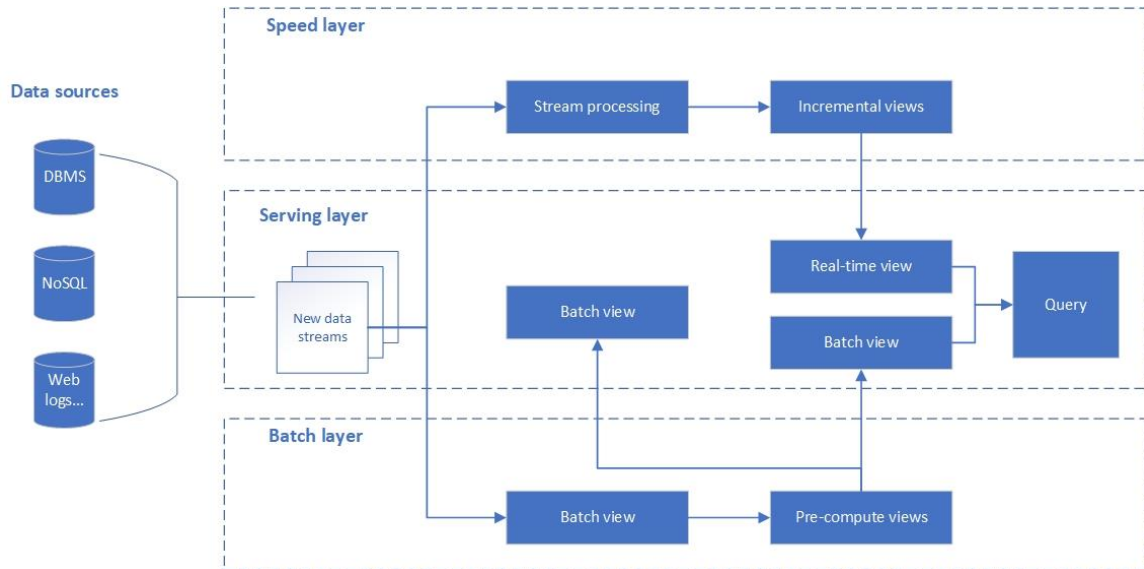 Speed layer
Data sources
Stream processing
Incremental views
DBMS
Serving layer
Real-time view
NoSQL
New data
streams
Batch view
Query
Batch view
Web
logs...
Batch layer
Batch view
Pre-compute views